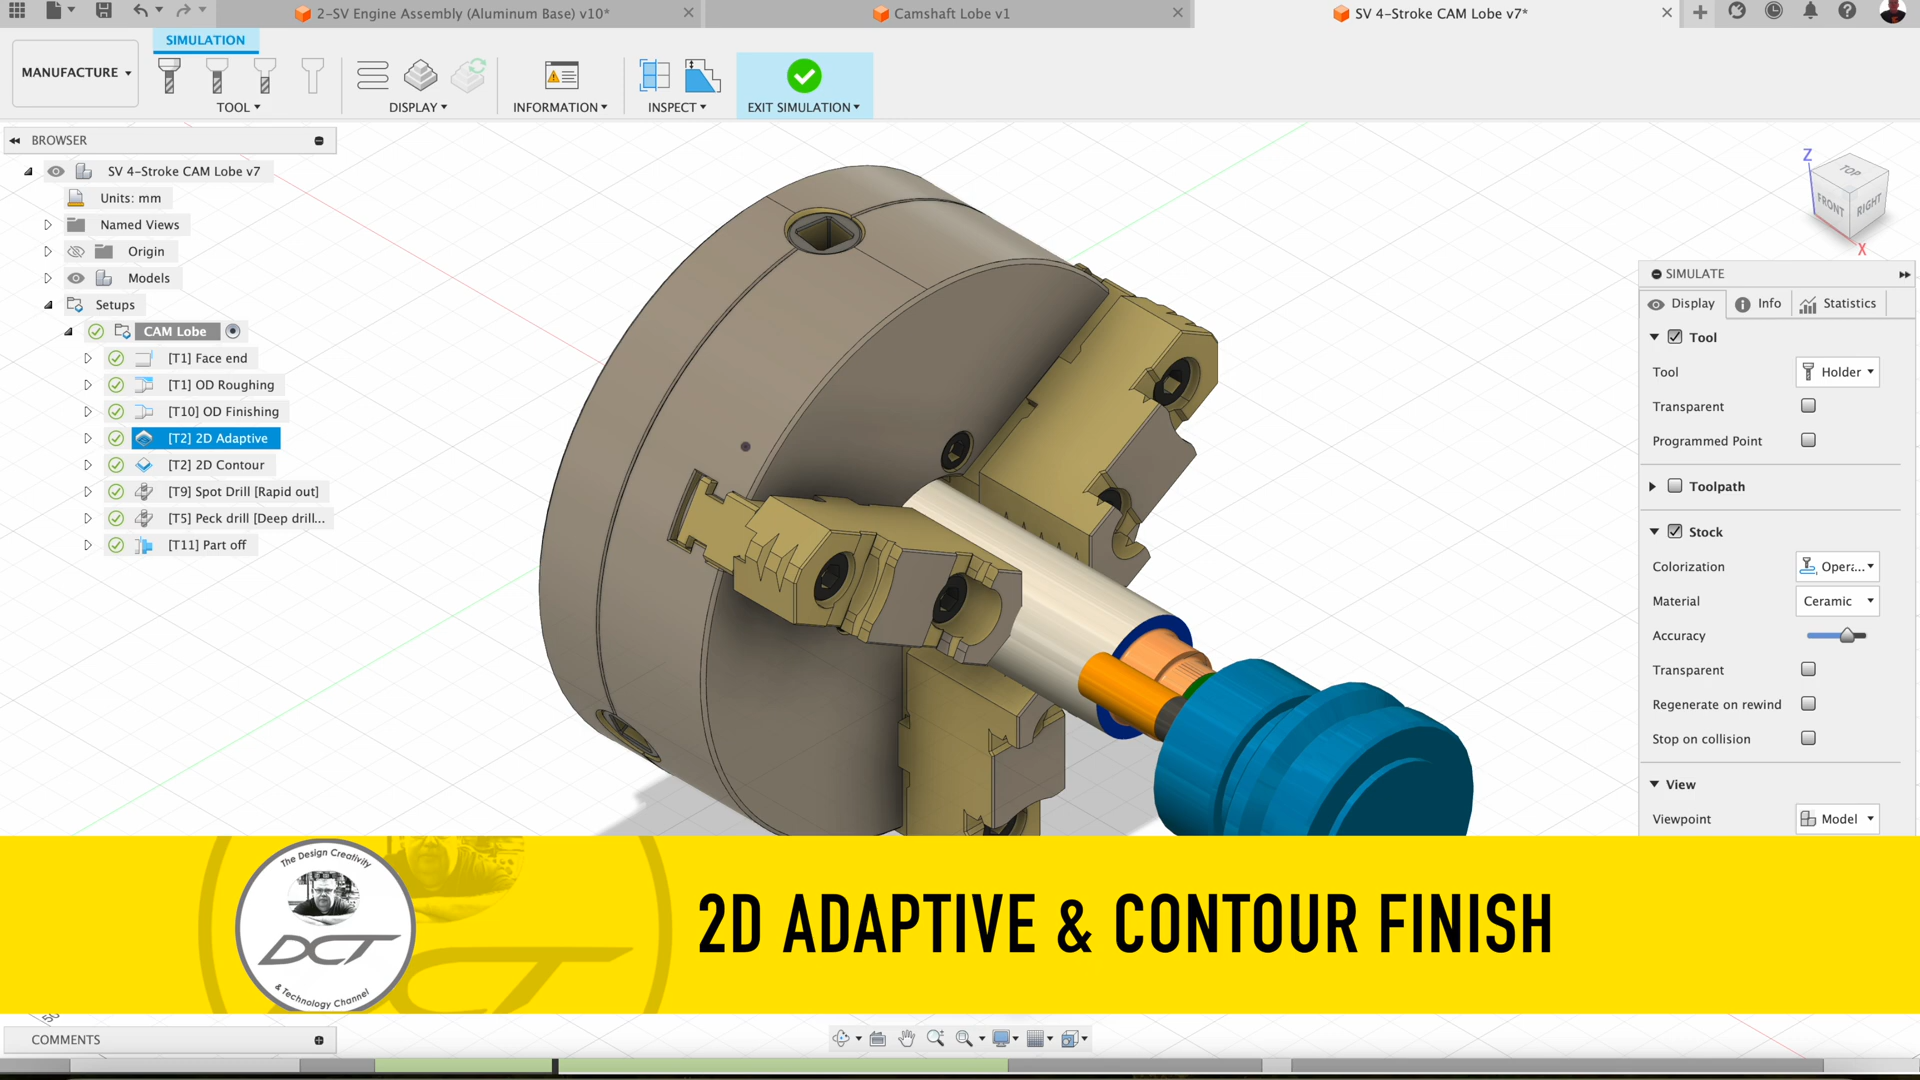 2-SV Engine Assembly (Aluminum Base) v10*
Camshaft Lobe v1
SV 4-Stroke CAM Lobe v7*
MANUFACTURE
SIMULATION
TOOL
DISPLAY
INFORMATION
INSPECT
EXIT SIMULATION
BROWSER
SV 4-Stroke CAM Lobe v7
Units: mm
Named Views
Origin
Models
Setups
CAM Lobe
[T1] Face end
[T1] OD Roughing
[T10] OD Finishing
[T2] 2D Adaptive
[T2] 2D Contour
[T9] Spot Drill [Rapid out]
[T5] Peck drill [Deep drill...
[T11] Part off
Z
TOP
FRONT
RIGHT
X
SIMULATE
Display
Info
Statistics
Tool
Tool
Holder
Transparent
Programmed Point
Toolpath
Stock
Colorization
Oper...
Material
Ceramic
Accuracy
Transparent
Regenerate on rewind
Stop on collision
View
Viewpoint
Model
The Design Creativity
DCT
& Technology Channel
2D ADAPTIVE & CONTOUR FINISH
50
COMMENTS